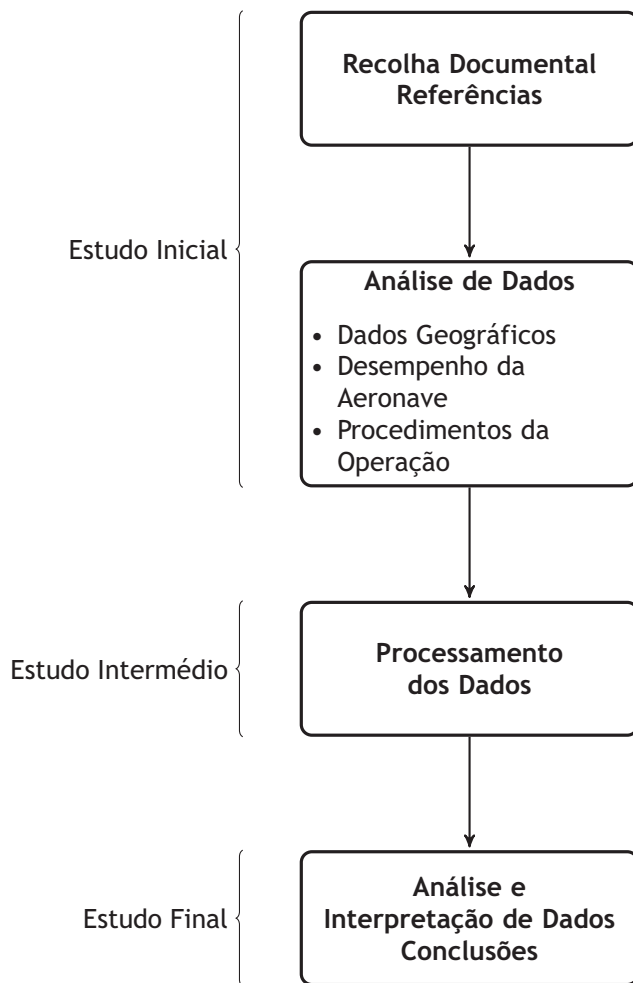 Recolha Documental
Referências
Estudo Inicial
Análise de Dados
• Dados Geográficos
• Desempenho da
Aeronave
• Procedimentos da
Operação
Estudo Intermédio
Processamento
dos Dados
Estudo Final
Análise e
Interpretação de Dados
Conclusões